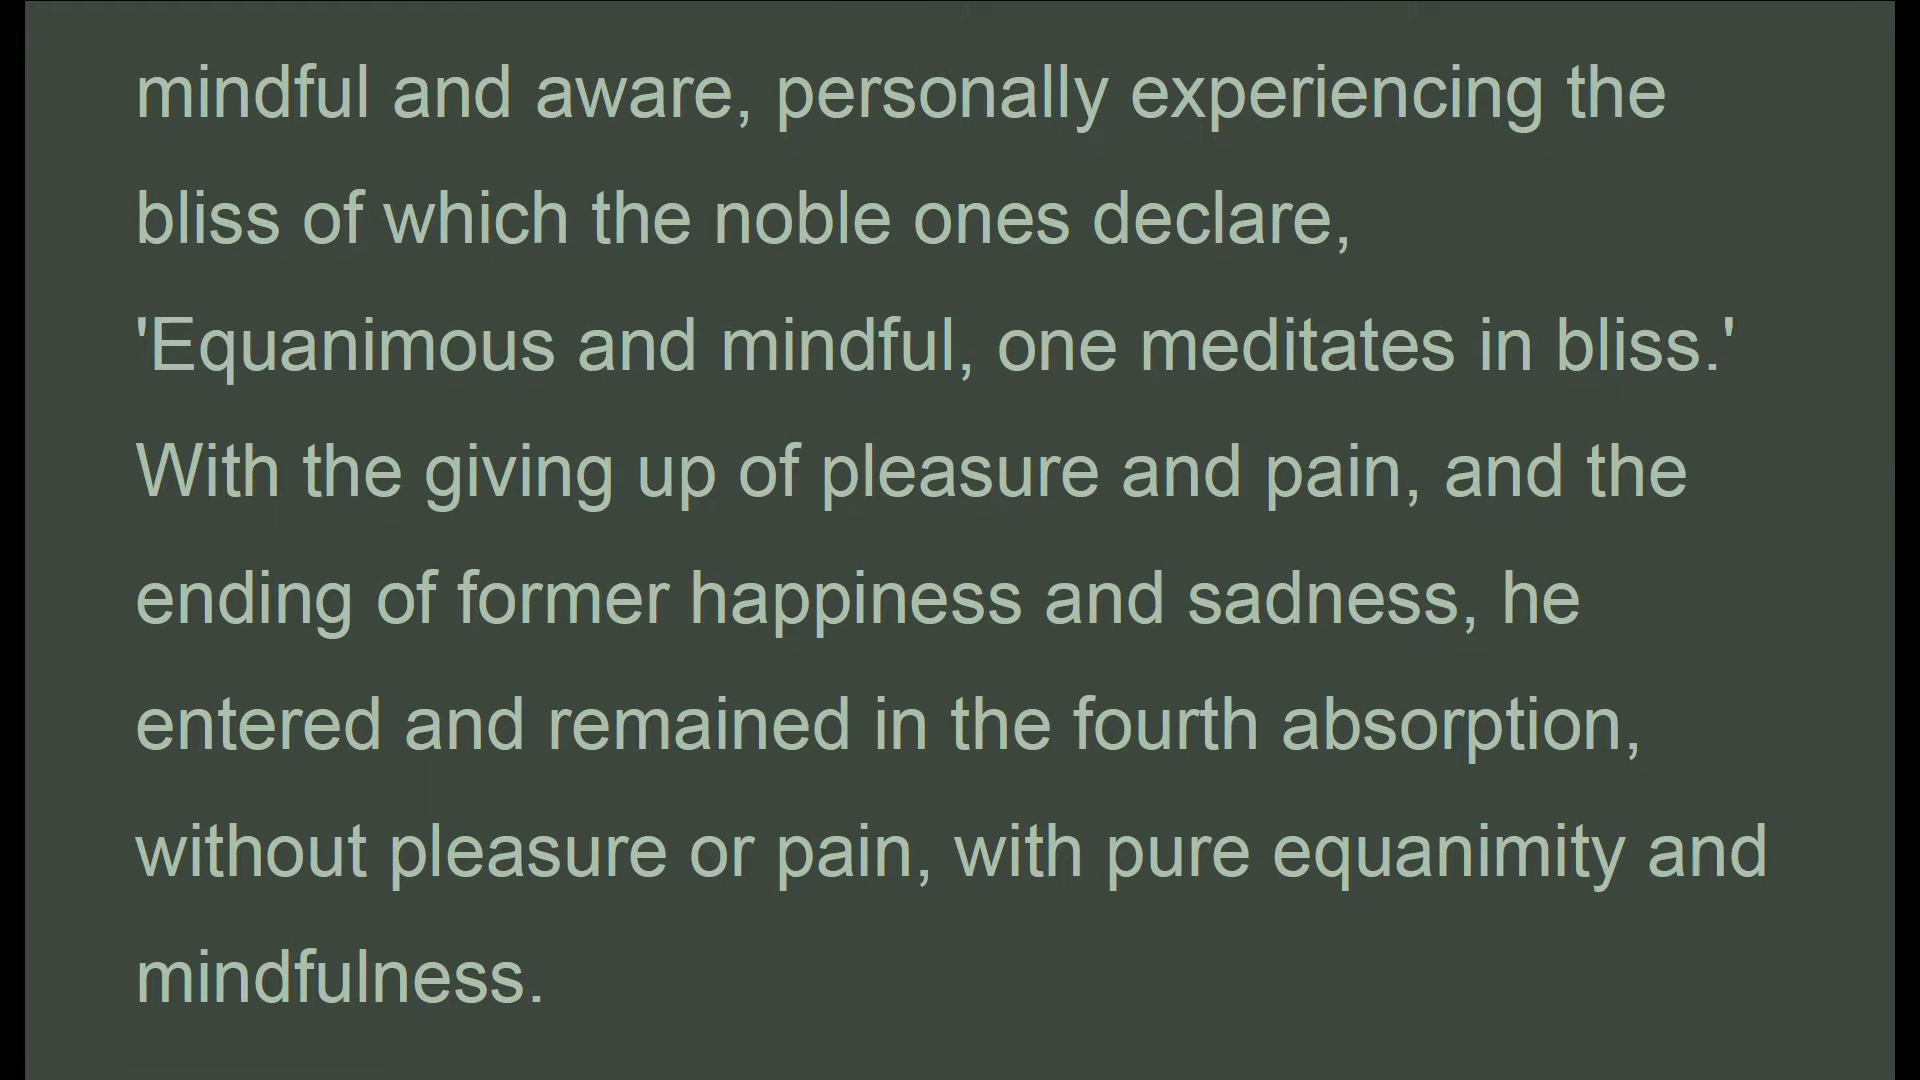 mindful and aware, personally experiencing the
bliss of which the noble ones declare,
'Equanimous and mindful, one meditates in bliss.'
With the giving up of pleasure and pain, and the
ending of former happiness and sadness, he
entered and remained in the fourth absorption,
without pleasure or pain, with pure equanimity and
mindfulness.